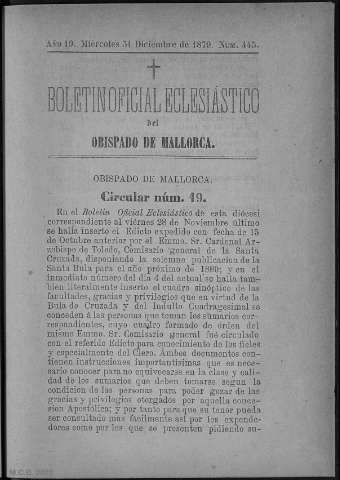 Año 19. Miércoles 31 Diciembre de 1879. Núm. 445.
BOLETIN OFICIAL ECLESIÁSTICO
DEL
OBISPADO DE MALLORCA.
OBISPADO DE MALLORCA.
Circular núm. 19.
En el Boletin Oficial Eclesiástico de esta diócesi
correspondiente al viérnes 28 de Noviembre último
se halla inserto el Edicto expedido con fecha de 15
de Octubre anterior por el Emmo. Sr. Cardenal Ar-
zobispo de Toledo, Comisario general de la Santa
Cruzada, disponiendo la solemne publicacion de la
Santa Bula para el año próximo de 1880; y en el
inmediato número del dia 4 del actual se halla tam-
bien literalmente inserto el cuadro sinóptico de las
facultades, gracias y privilegios que en virtud de la
Bula de Cruzada y del Indulto Cuadragesimal se
conceden á las personas que toman los sumarios cor-
respondientes, cuyo cuadro formado de órden del
mismo Emmo. Sr. Comisario general fué circulado
con el referido Edicto para conocimiento de los fieles
y especialmente del Clero. Ambos documentos con-
tienen instrucciones importantísimas que es nece-
sario conocer para no equivocarse en la clase y cali-
dad de los sumarios que deben tomarse segun la
condicion de las personas para poder gozar de las
gracias y privilegios otorgados por aquella conce-
sion Apostólica; y por tanto para que su tenor pueda
ser consultado mas fácilmente así por los expende-
dores como por los que se presenten pidiendo su-